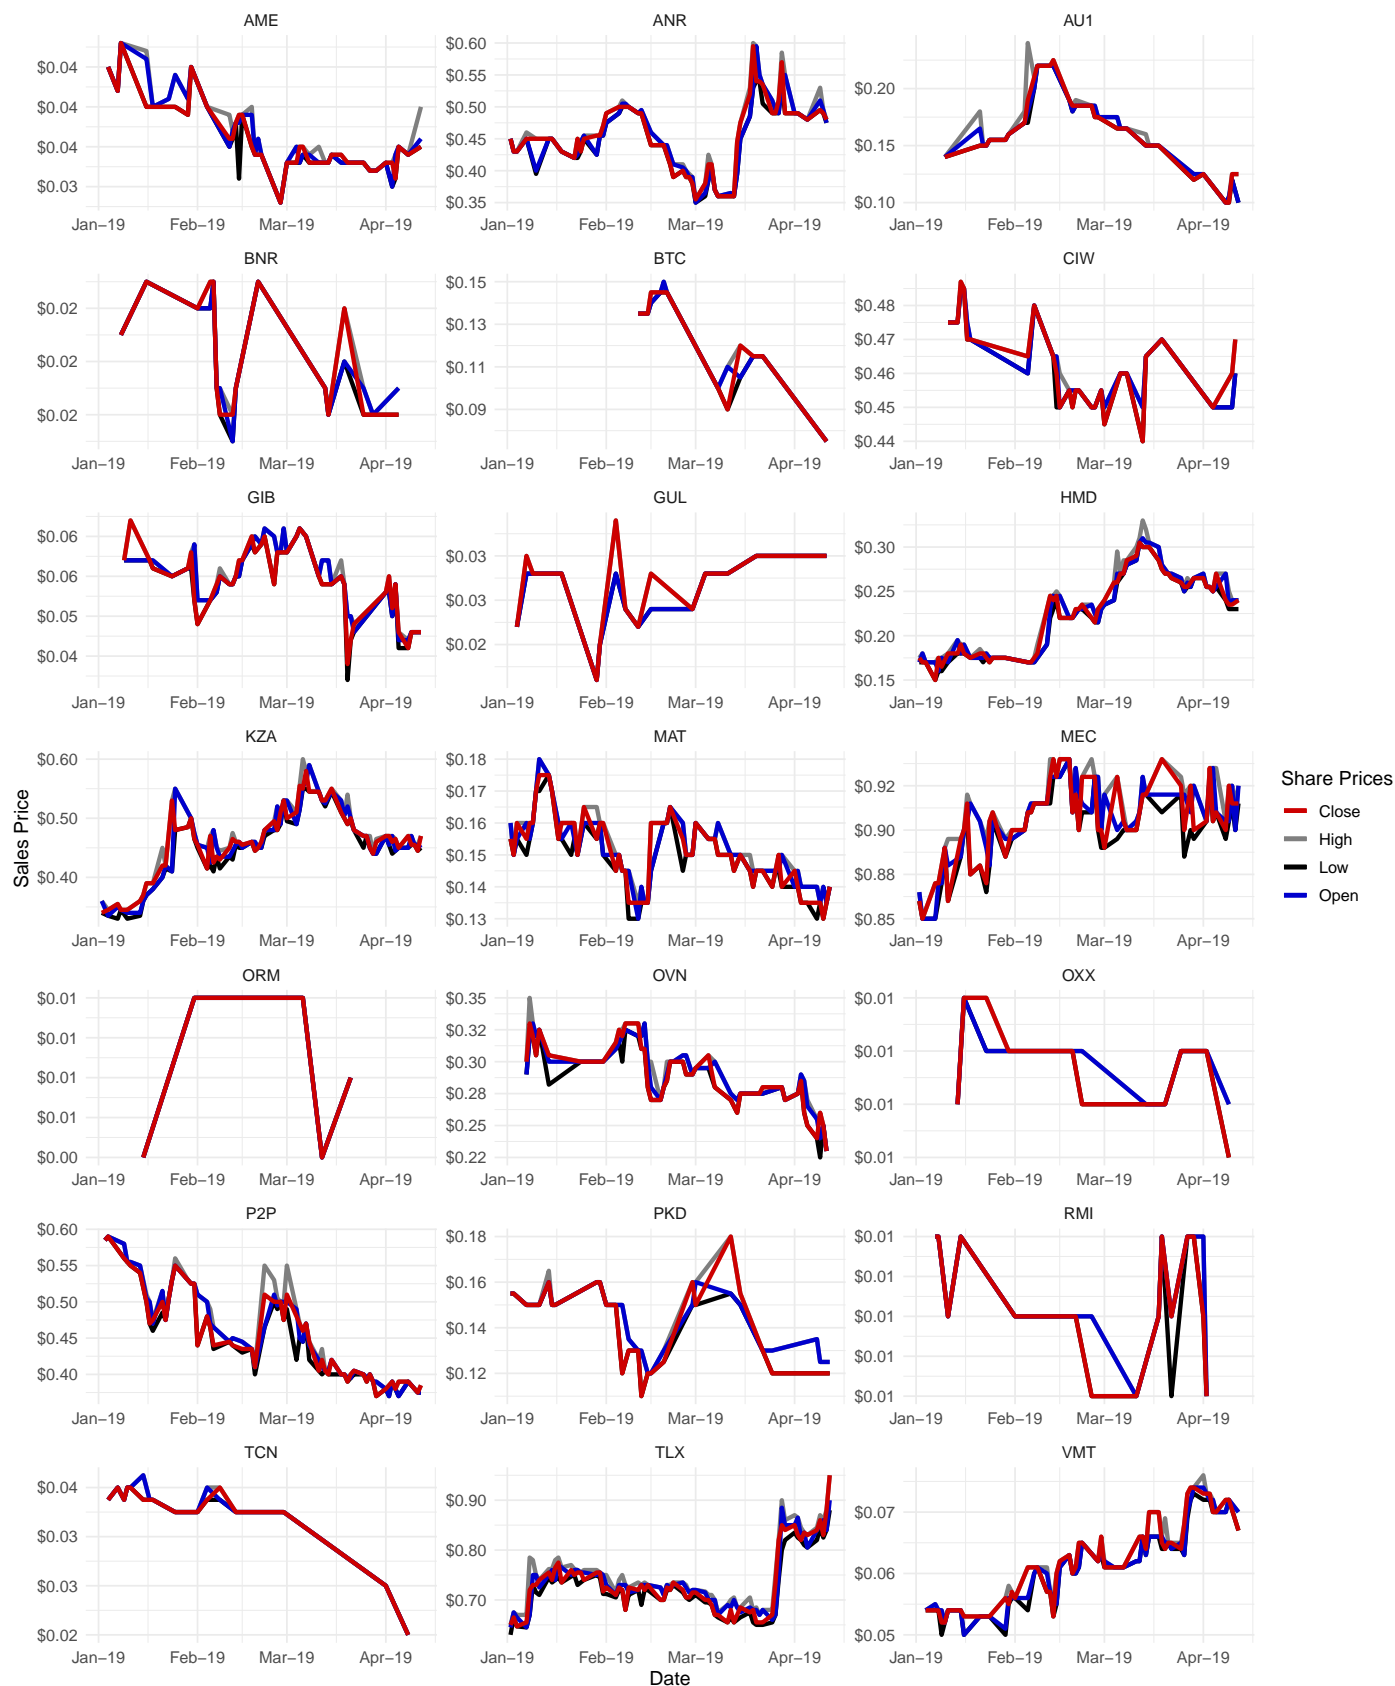 AME ANR AU1
$0.04 $0.60 $0.20
$0.04 $0.55 $0.15
$0.04 $0.50 $0.10
$0.03 $0.45
$0.40
$0.35
Jan–19 Feb–19 Mar–19 Apr–19 Jan–19 Feb–19 Mar–19 Apr–19 Jan–19 Feb–19 Mar–19 Apr–19
BNR BTC CIW
$0.02 $0.15 $0.48
$0.02 $0.13 $0.47
$0.02 $0.11 $0.46
$0.09 $0.45
$0.44
Jan–19 Feb–19 Mar–19 Apr–19 Jan–19 Feb–19 Mar–19 Apr–19 Jan–19 Feb–19 Mar–19 Apr–19
GIB GUL HMD
$0.06 $0.03 $0.30
$0.06 $0.03 $0.25
$0.05 $0.02 $0.20
$0.04 $0.15
Jan–19 Feb–19 Mar–19 Apr–19 Jan–19 Feb–19 Mar–19 Apr–19 Jan–19 Feb–19 Mar–19 Apr–19
KZA MAT MEC
$0.60 $0.18 $0.92
$0.50 $0.17 $0.90
$0.40 $0.16 $0.88
$0.15 $0.85
$0.14
$0.13
Jan–19 Feb–19 Mar–19 Apr–19 Jan–19 Feb–19 Mar–19 Apr–19 Jan–19 Feb–19 Mar–19 Apr–19
Sales Price
Share Prices
Close
High
Low
Open
ORM OVN OXX
$0.01 $0.35 $0.01
$0.01 $0.32 $0.01
$0.01 $0.30 $0.01
$0.01 $0.28 $0.01
$0.00 $0.25
$0.22
Jan–19 Feb–19 Mar–19 Apr–19 Jan–19 Feb–19 Mar–19 Apr–19 Jan–19 Feb–19 Mar–19 Apr–19
P2P PKD RMI
$0.60 $0.18 $0.01
$0.55 $0.16 $0.01
$0.50 $0.14 $0.01
$0.45 $0.12 $0.01
$0.40 $0.01
Jan–19 Feb–19 Mar–19 Apr–19 Jan–19 Feb–19 Mar–19 Apr–19 Jan–19 Feb–19 Mar–19 Apr–19
TCN TLX VMT
$0.04 $0.90 $0.07
$0.03 $0.80 $0.06
$0.03 $0.70 $0.05
$0.02
Jan–19 Feb–19 Mar–19 Apr–19 Jan–19 Feb–19 Mar–19 Apr–19 Jan–19 Feb–19 Mar–19 Apr–19
Date